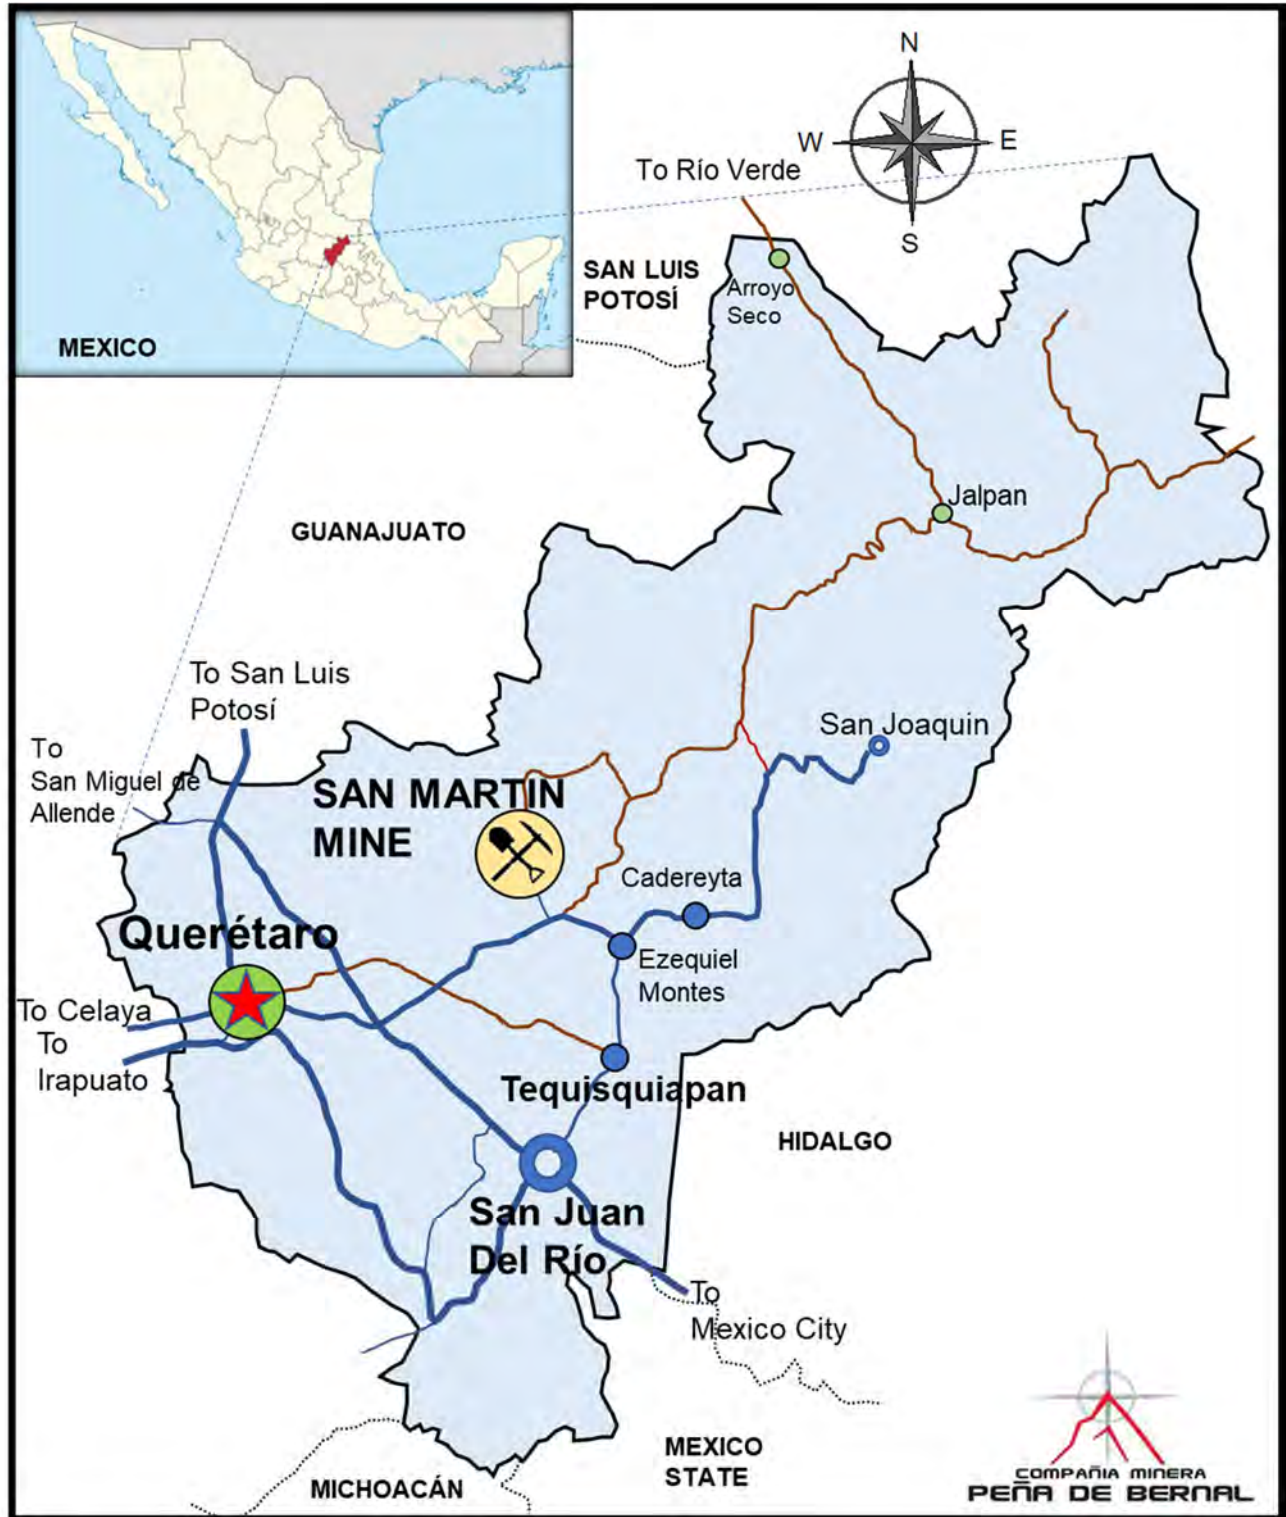 N
W
E
S
To Río Verde
SAN LUIS
POTOSÍ
Arroyo
Seco
MEXICO
Jalpan
GUANAJUATO
To San Luis
Potosí
San Joaquin
To
San Miguel de
Allende
SAN MARTIN
MINE
Cadereyta
Querétaro
Ezequiel
Montes
To Celaya
To
Irapuato
Tequisquiapan
HIDALGO
San Juan
Del Río
To
Mexico City
MEXICO
STATE
MICHOACÁN
COMPAÑIA MINERA
PEÑA DE BERNAL